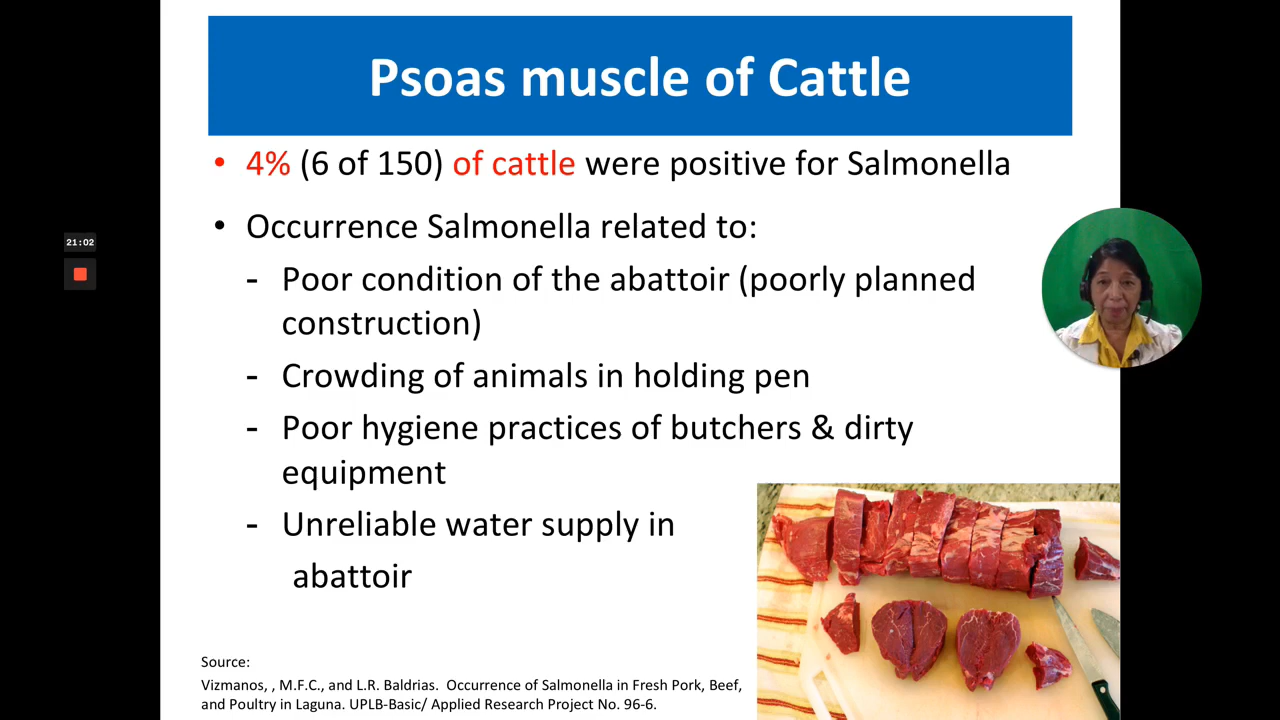 Psoas muscle of Cattle
• 4% (6 of 150) of cattle were positive for Salmonella
• Occurrence Salmonella related to:
- Poor condition of the abattoir (poorly planned
construction)
- Crowding of animals in holding pen
- Poor hygiene practices of butchers & dirty
equipment
- Unreliable water supply in
abattoir
21:02
Source:
Vizmanos, , M.F.C., and L.R. Baldrias. Occurrence of Salmonella in Fresh Pork, Beef,
and Poultry in Laguna. UPLB-Basic/ Applied Research Project No. 96-6.